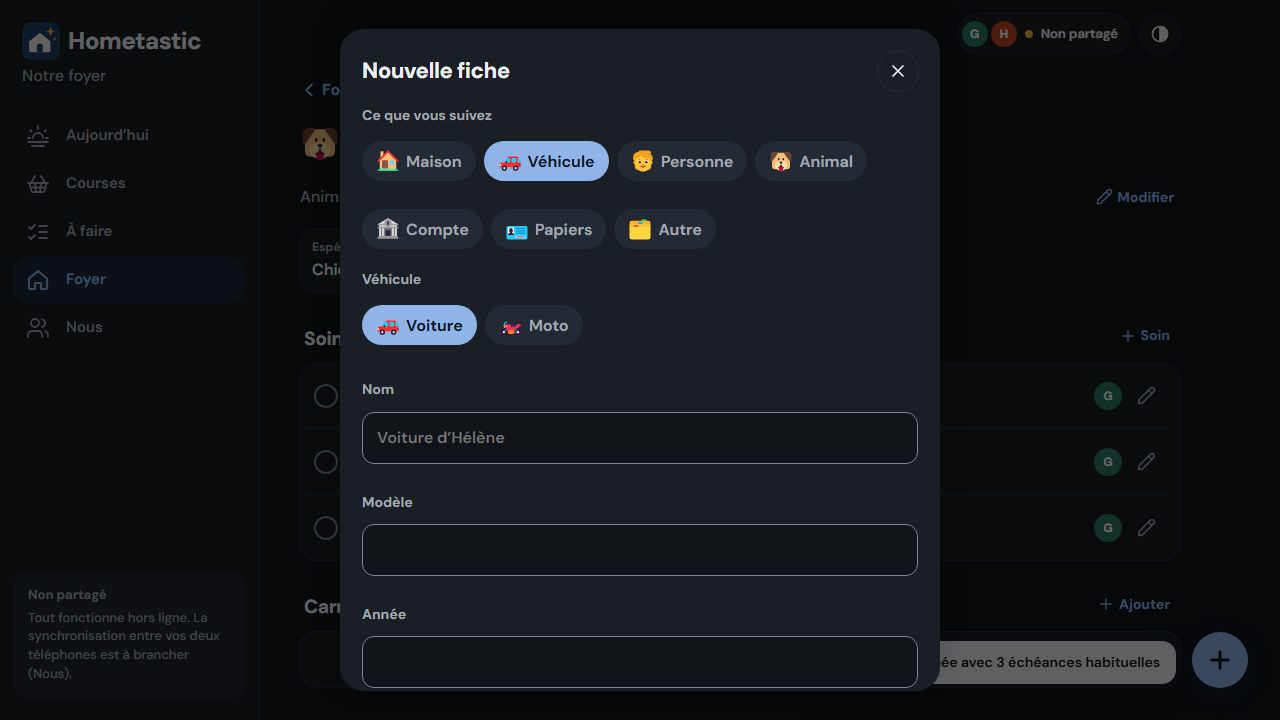 Hometastic
Notre foyer
Aujourd’hui
Courses
À faire
Foyer
Nous
Non partagé
Tout fonctionne hors ligne. La
synchronisation entre vos deux
téléphones est à brancher
(Nous).
G H Non partagé
Modifier
Soin
G
G
G
Ajouter
avec 3 échéances habituelles
Nouvelle fiche
Ce que vous suivez
Maison Véhicule Personne Animal
Compte Papiers Autre
Véhicule
Voiture Moto
Nom
Voiture d’Hélène
Modèle
Année